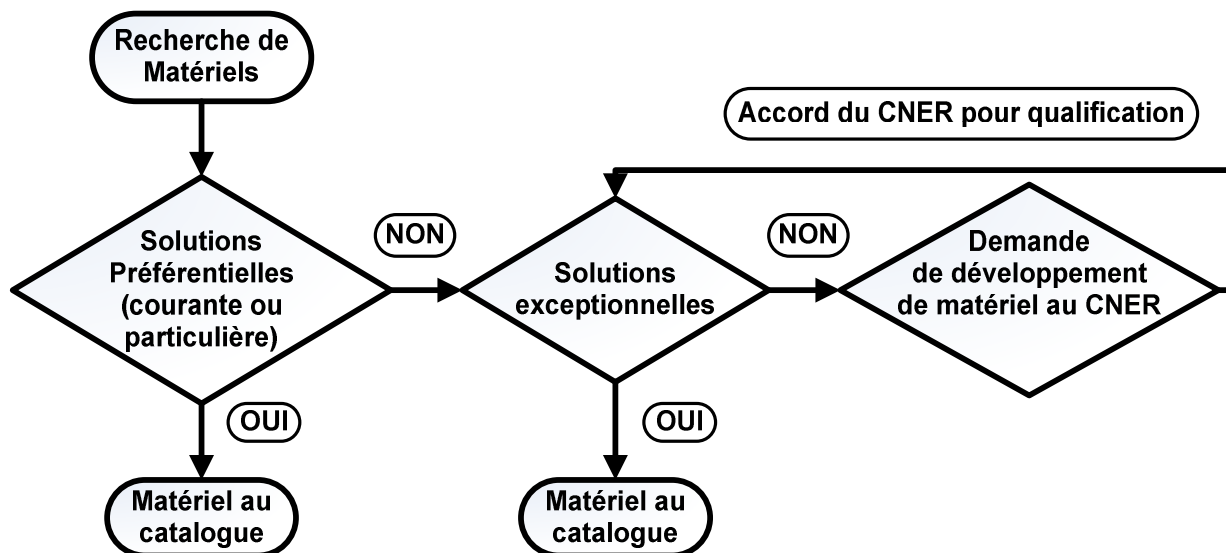 Recherche de
Matériels
Accord du CNER pour qualification
Solutions
Préférentielles
(courante ou
particulière)
NON
Solutions
exceptionnelles
NON
Demande
de développement
de matériel au CNER
OUI
OUI
Matériel au
catalogue
Matériel au
catalogue